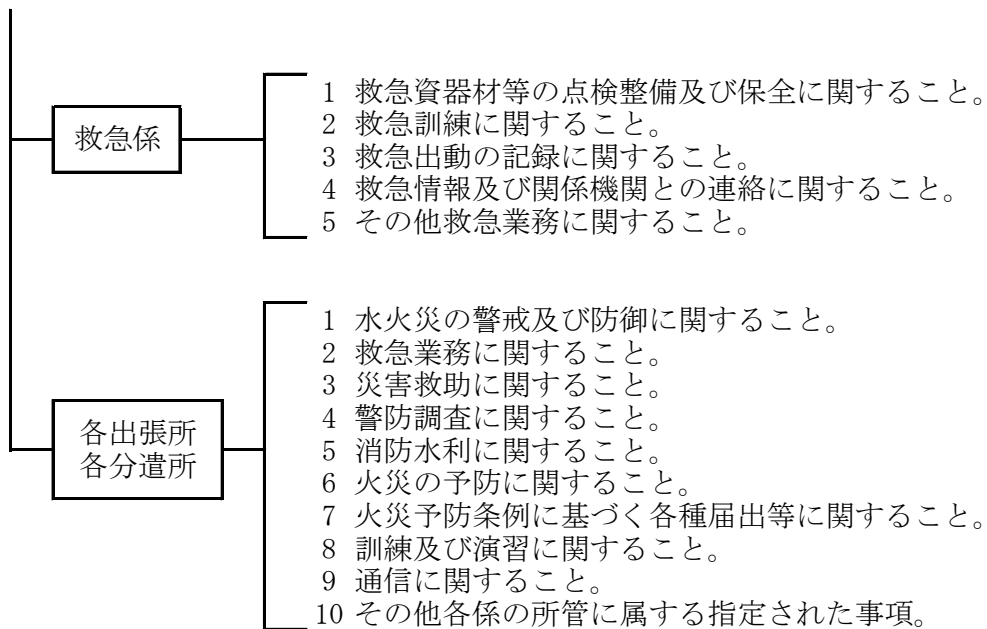 救急係
1 救急資器材等の点検整備及び保全に関すること。
2 救急訓練に関すること。
3 救急出動の記録に関すること。
4 救急情報及び関係機関との連絡に関すること。
5 その他救急業務に関すること。
各出張所
各分遣所
1 水火災の警戒及び防御に関すること。
2 救急業務に関すること。
3 災害救助に関すること。
4 警防調査に関すること。
5 消防水利に関すること。
6 火災の予防に関すること。
7 火災予防条例に基づく各種届出等に関すること。
8 訓練及び演習に関すること。
9 通信に関すること。
10 その他各係の所管に属する指定された事項。